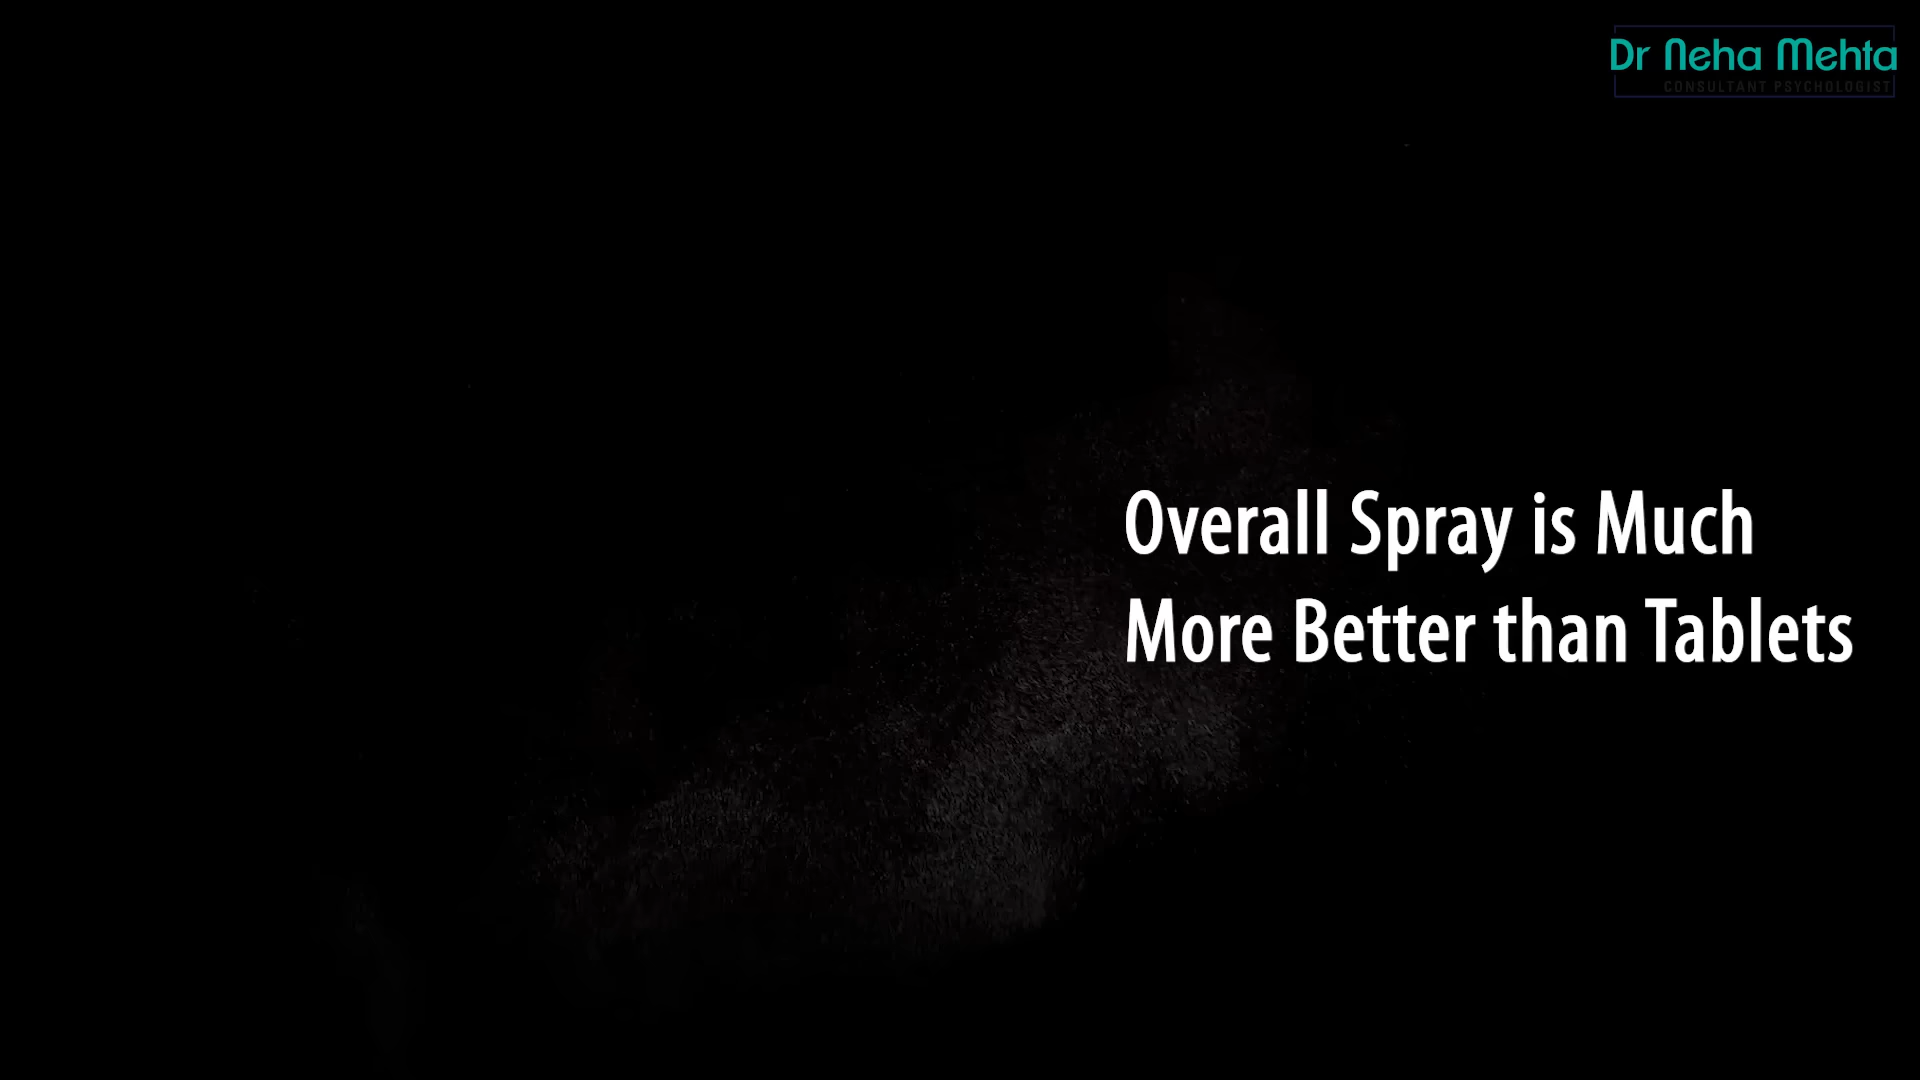 Dr Neha Mehta
CONSULTANT PSYCHOLOGIST
Overall Spray is Much
More Better than Tablets